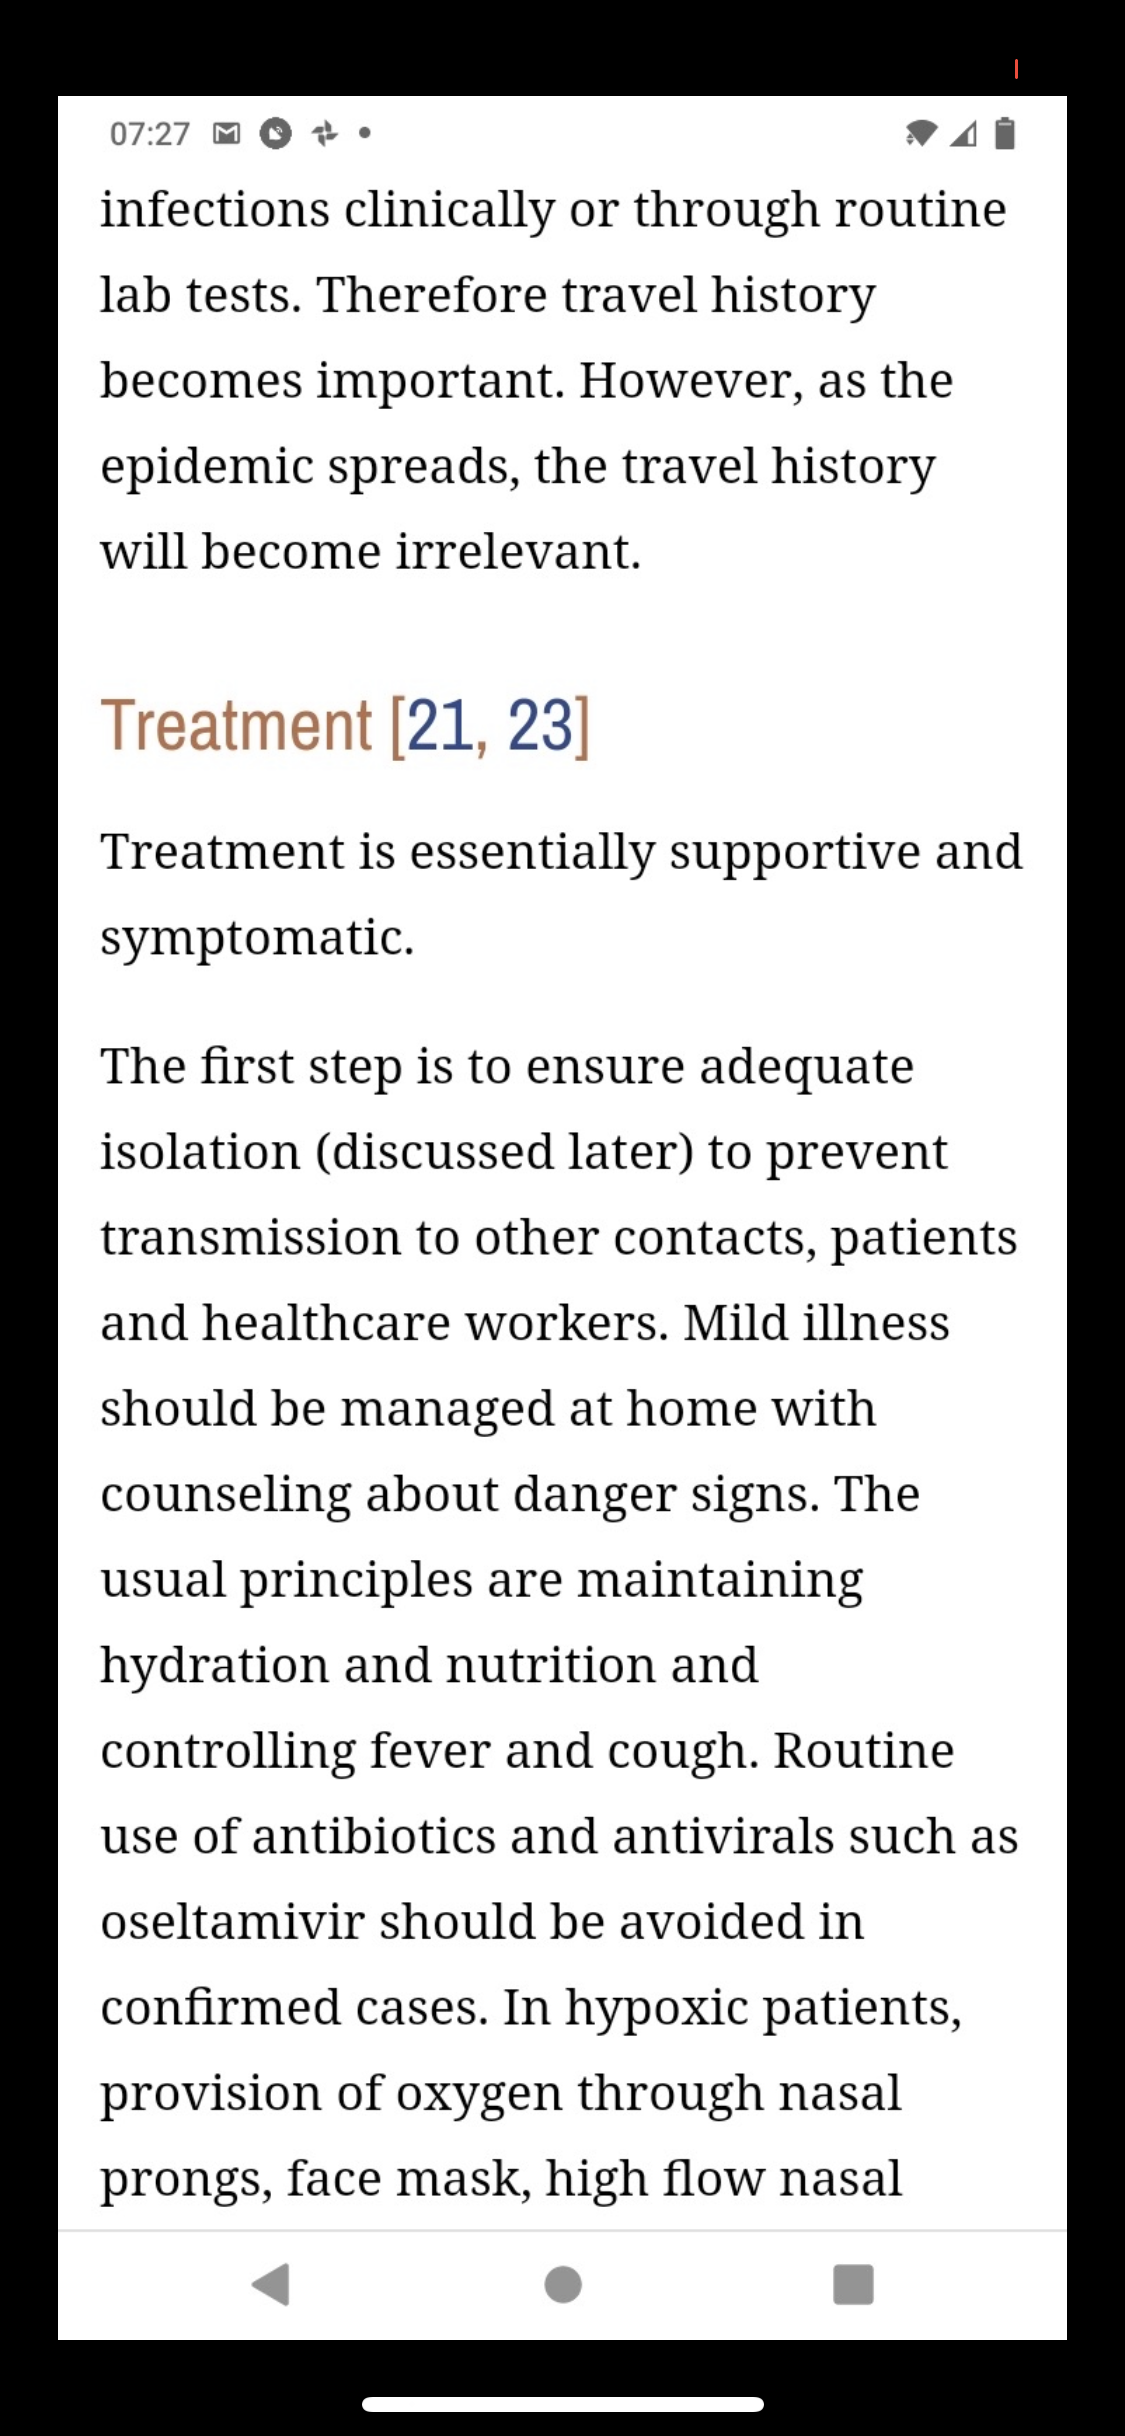 07:27
infections clinically or through routine
lab tests. Therefore travel history
becomes important. However, as the
epidemic spreads, the travel history
will become irrelevant.
Treatment [21, 23]
Treatment is essentially supportive and
symptomatic.
The first step is to ensure adequate
isolation (discussed later) to prevent
transmission to other contacts, patients
and healthcare workers. Mild illness
should be managed at home with
counseling about danger signs. The
usual principles are maintaining
hydration and nutrition and
controlling fever and cough. Routine
use of antibiotics and antivirals such as
oseltamivir should be avoided in
confirmed cases. In hypoxic patients,
provision of oxygen through nasal
prongs, face mask, high flow nasal